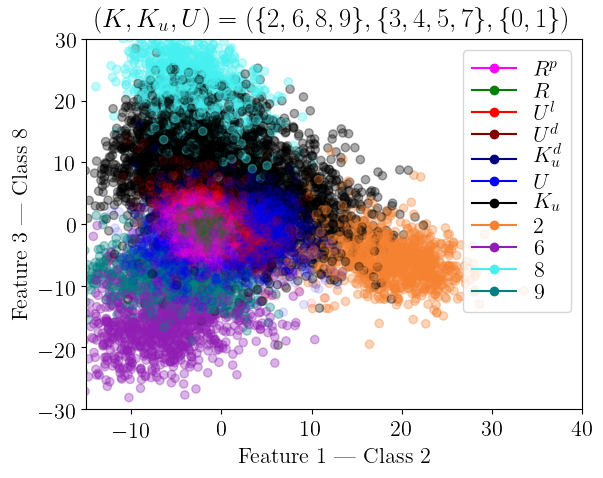 (K, K_u, U) = ({2, 6, 8, 9}, {3, 4, 5, 7}, {0, 1})
30
20
10
0
−10
−20
−30
Feature 3 — Class 8
R^p
R
U^l
U^d
K_u^d
U
K_u
2
6
8
9
−10
0
10
20
30
40
Feature 1 — Class 2